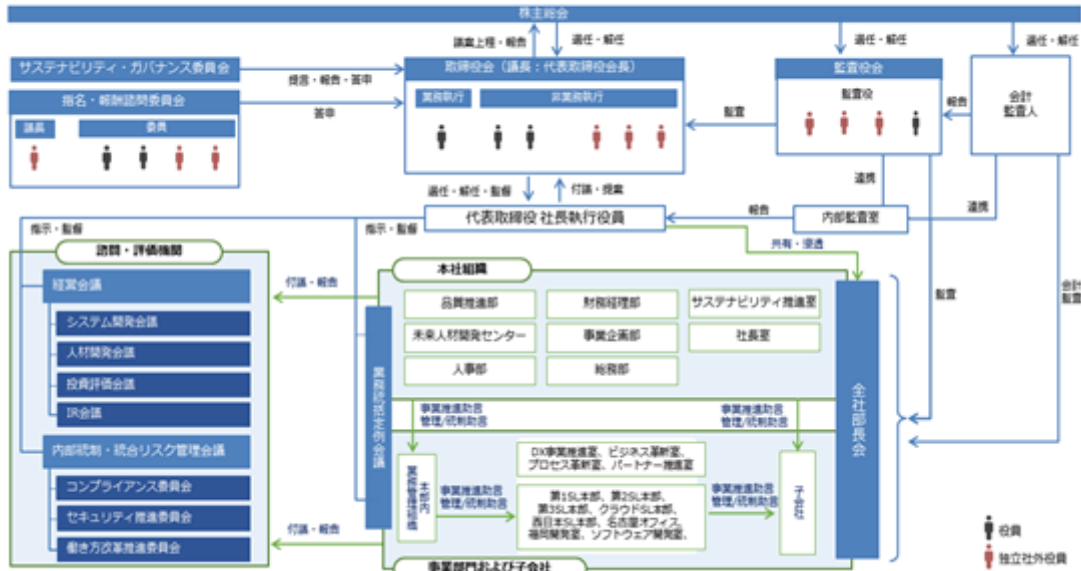 株主総会
議案上程・報告
選任・解任
選任・解任
選任・解任
サステナビリティ・ガバナンス委員会
提言・報告・答申
取締役会（議長：代表取締役会長）
監査役会
指名・報酬諮問委員会
答申
業務執行
非業務執行
監査
監査役
報告
会計
監査人
議長
委員
選任・解任・監督
付議・提案
連携
代表取締役 社長執行役員
報告
内部監査室
連携
指示・監督
指示・監督
共有・浸透
諮問・評価機関
本社組織
経営会議
付議・報告
品質推進部
財務経理部
サステナビリティ推進室
監査
会計
監査
システム開発会議
未来人材開発センター
事業企画部
社長室
人材開発会議
人事部
総務部
投資評価会議
IR会議
業務統括定例会議
全社部長会
事業推進助言
管理/統制助言
事業推進助言
管理/統制助言
内部統制・統合リスク管理会議
DX事業推進室、ビジネス革新室、
プロセス革新室、パートナー推進室
コンプライアンス委員会
本部内
業務管理組織
事業推進助言
管理/統制助言
第1SL本部、第2SL本部、
第3SL本部、クラウドSL本部、
西日本SL本部、名古屋オフィス、
福岡開発室、ソフトウェア開発室、
事業推進助言
管理/統制助言
子会社
セキュリティ推進委員会
付議・報告
働き方改革推進委員会
事業部門および子会社
役員
独立社外役員